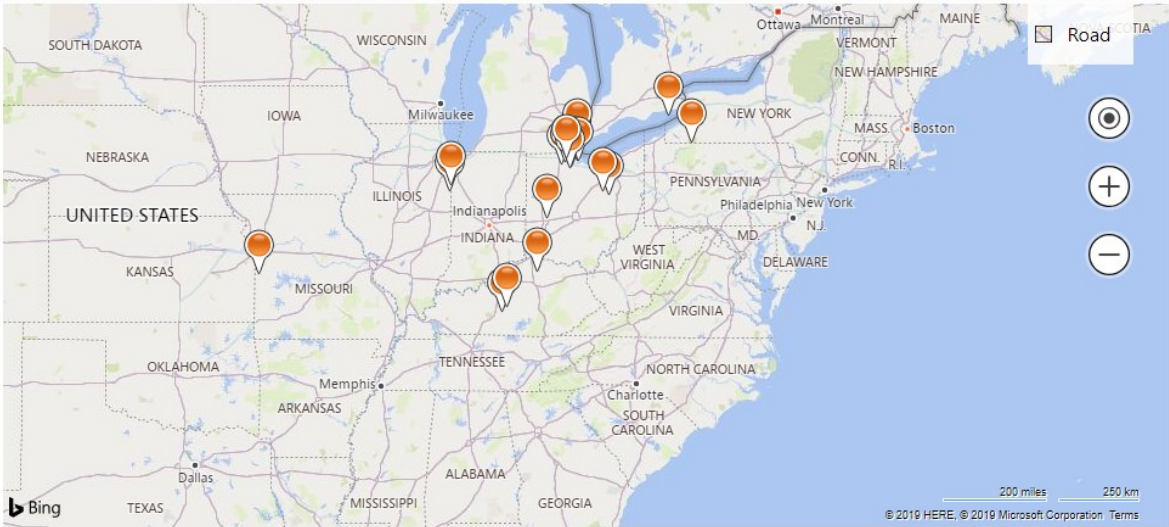 Ottawa
Montreal
MAINE
SCOTIA
Road
SOUTH DAKOTA
WISCONSIN
VERMONT
NEW HAMPSHIRE
IOWA
Milwaukee
NEW YORK
MASS.
Boston
NEBRASKA
CONN.
R.I.
ILLINOIS
PENNSYLVANIA
UNITED STATES
Indianapolis
Philadelphia
New York
N.J.
INDIANA
MD.
KANSAS
MISSOURI
WEST
VIRGINIA
DELAWARE
VIRGINIA
OKLAHOMA
TENNESSEE
NORTH CAROLINA
Memphis
Charlotte
ARKANSAS
SOUTH
CAROLINA
Dallas
ALABAMA
TEXAS
MISSISSIPPI
GEORGIA
Bing
200 miles
250 km
© 2019 HERE, © 2019 Microsoft Corporation Terms